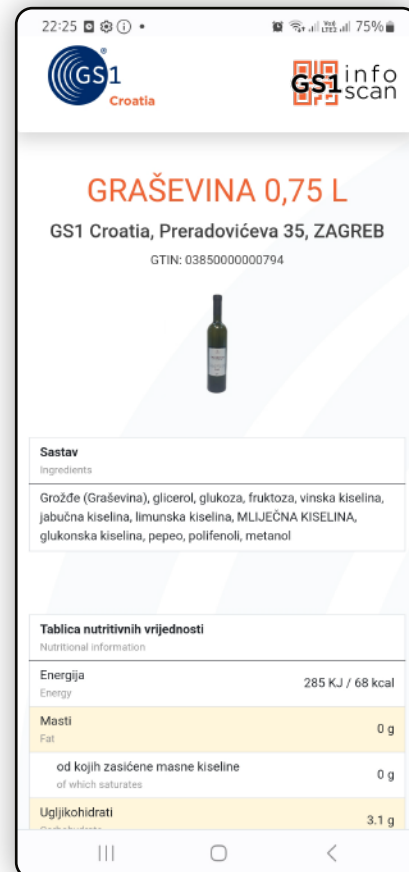 22:25
75%
GS1
Croatia
GS1 info
scan
GRAŠEVINA 0,75 L
GS1 Croatia, Preradovićeva 35, ZAGREB
GTIN: 03850000000794
Sastav
Ingredients
Grožđe (Graševina), glicerol, glukoza, fruktoza, vinska kiselina,
jabučna kiselina, limunska kiselina, MLIJEČNA KISELINA,
glukonska kiselina, pepeo, polifenoli, metanol
Tablica nutritivnih vrijednosti
Nutritional information
Energija
Energy
285 KJ / 68 kcal
Masti
Fat
0 g
od kojih zasićene masne kiseline
of which saturates
0 g
Ugljikohidrati
3.1 g